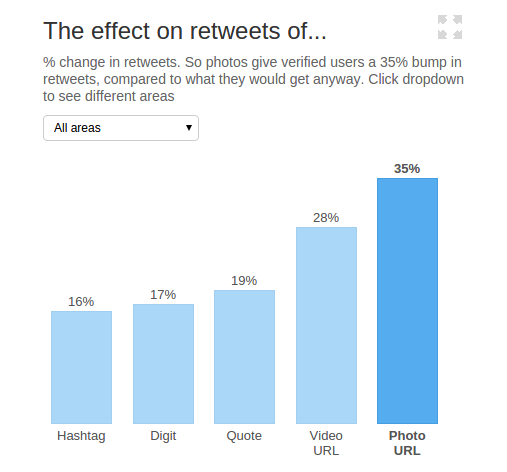 The effect on retweets of...
% change in retweets. So photos give verified users a 35% bump in
retweets, compared to what they would get anyway. Click dropdown
to see different areas
All areas
35%
28%
19%
17%
16%
Hashtag Digit Quote Video URL Photo URL